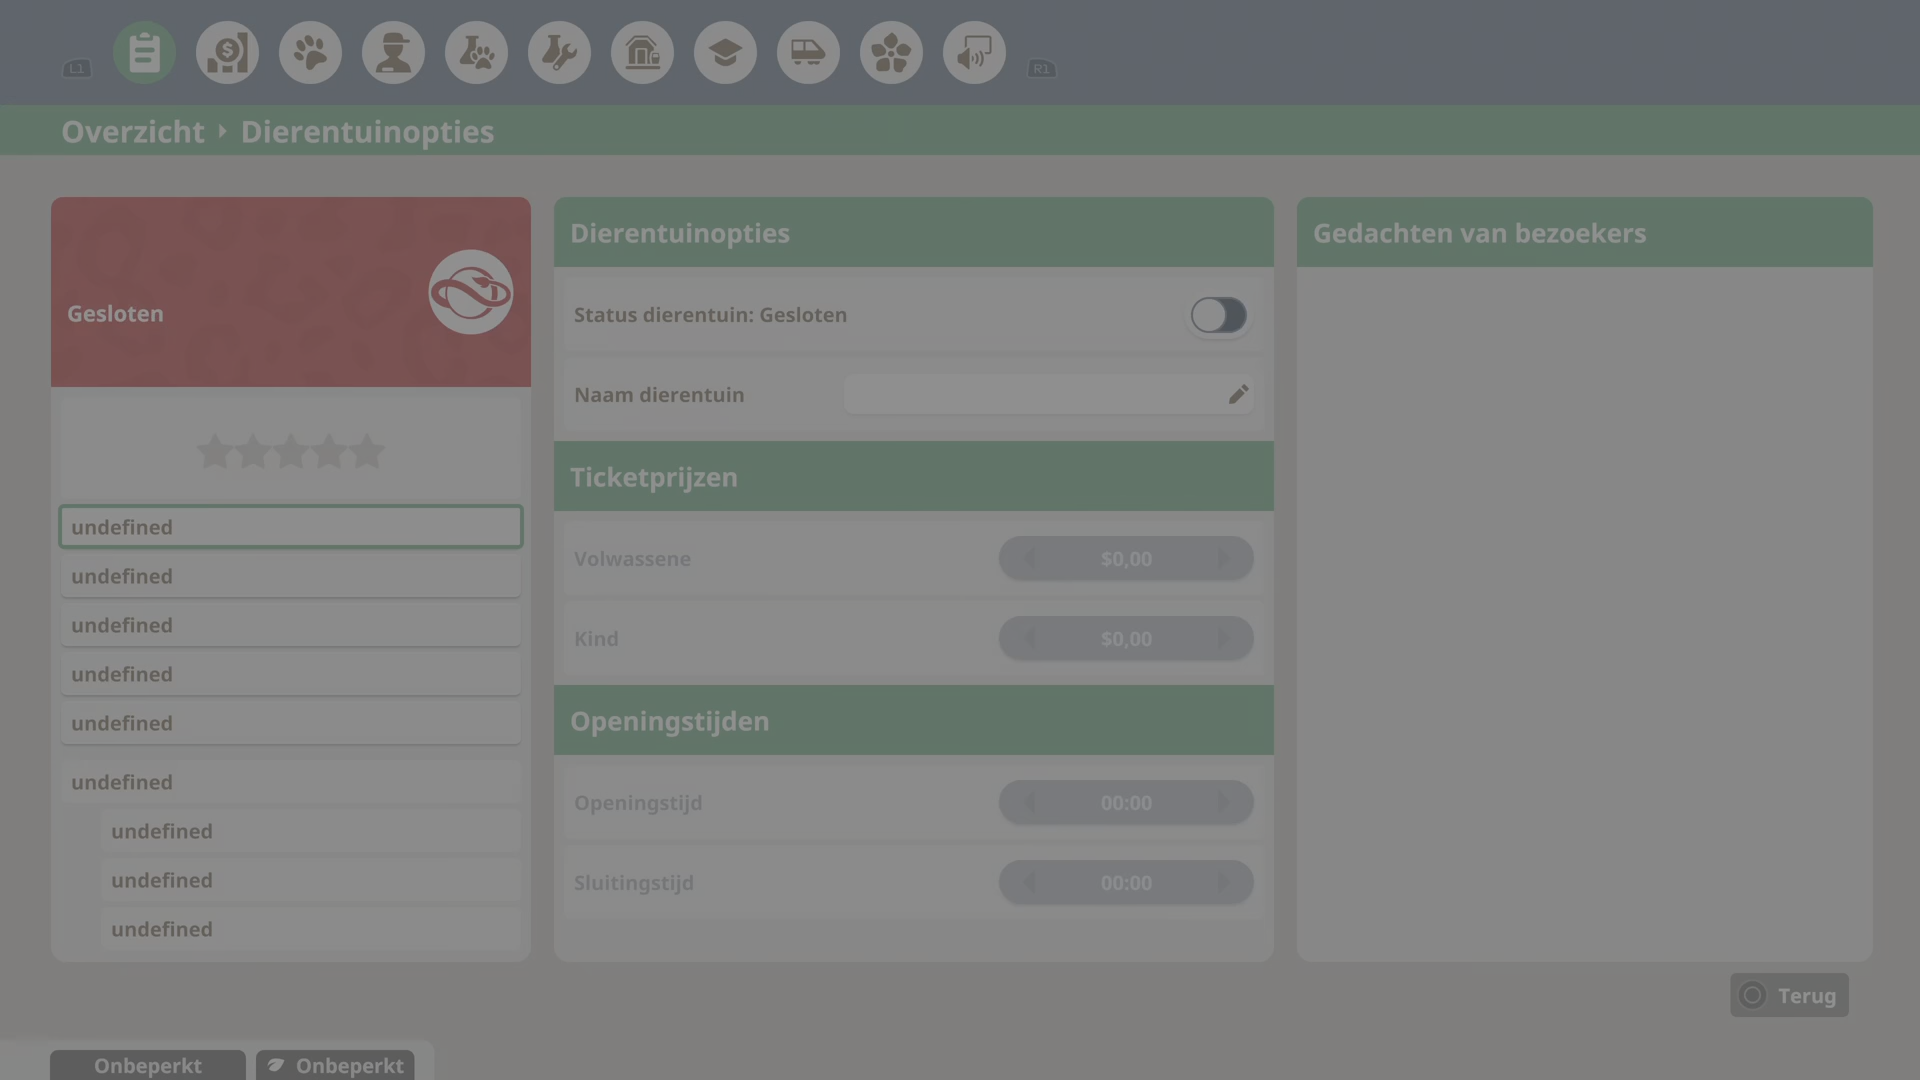 L1
R1
Overzicht
Dierentuinopties
Gesloten
undefined
undefined
undefined
undefined
undefined
undefined
undefined
undefined
undefined
Dierentuinopties
Status dierentuin: Gesloten
Naam dierentuin
Ticketprijzen
Volwassene $0,00
Kind $0,00
Openingstijden
Openingstijd 00:00
Sluitingstijd 00:00
Gedachten van bezoekers
Terug
Onbeperkt
Onbeperkt